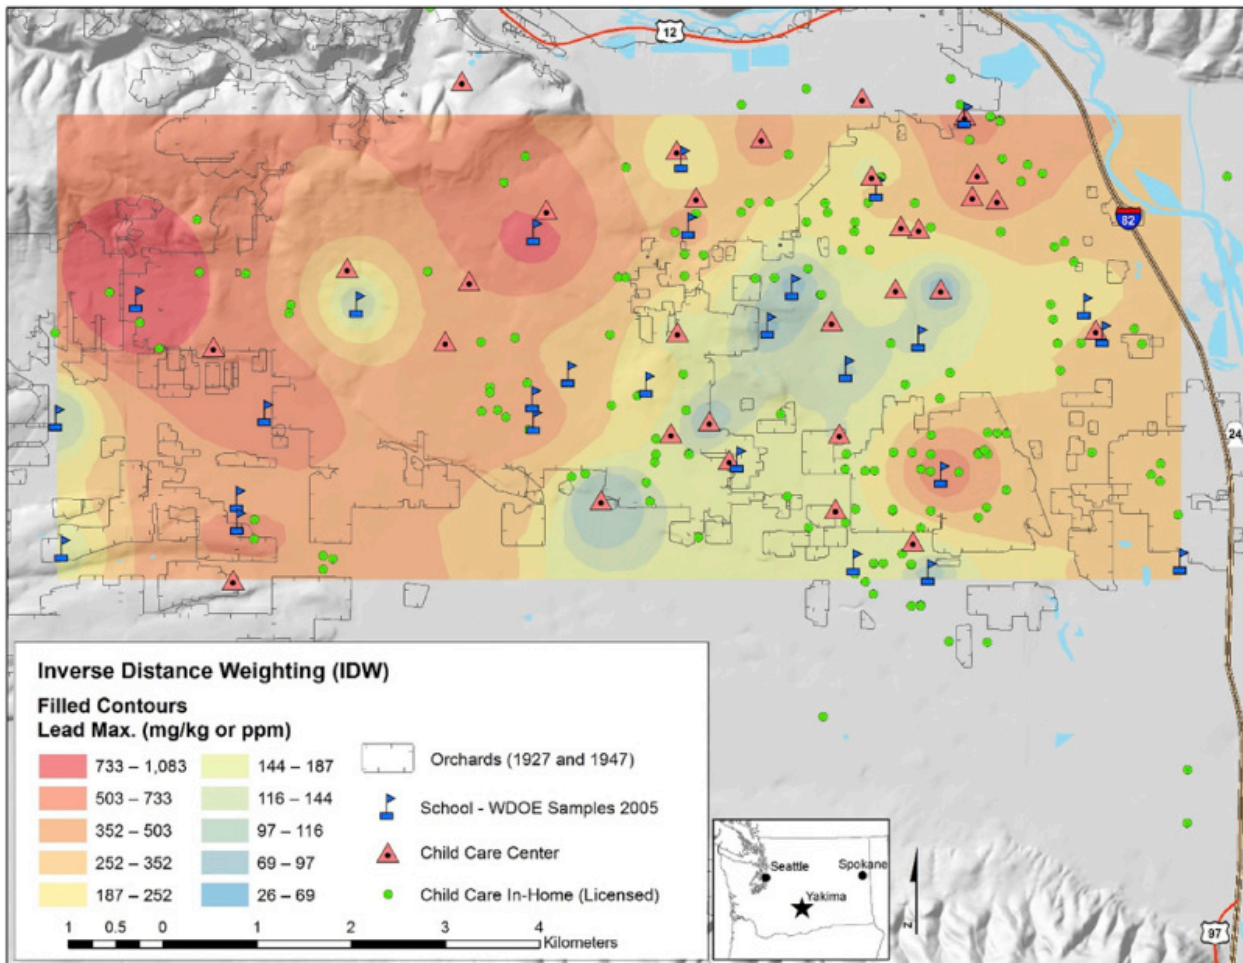 12
82
24
Inverse Distance Weighting (IDW)
Filled Contours
Lead Max. (mg/kg or ppm)
733 – 1,083
503 – 733
352 – 503
252 – 352
187 – 252
144 – 187
116 – 144
97 – 116
69 – 97
26 – 69
Orchards (1927 and 1947)
School - WDOE Samples 2005
Child Care Center
Child Care In-Home (Licensed)
1 0.5 0 1 2 3 4
Kilometers
Seattle
Spokane
Yakima
N
97